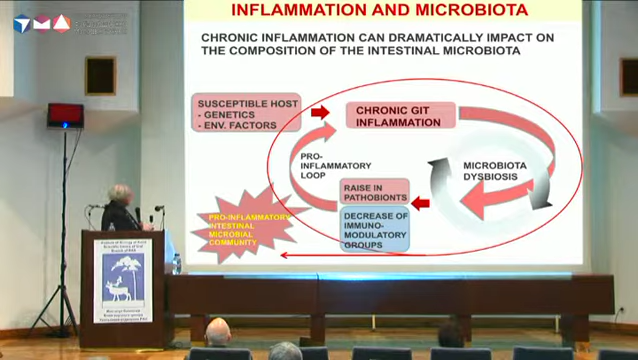 INFLAMMATION AND MICROBIOTA
CHRONIC INFLAMMATION CAN DRAMATICALLY IMPACT ON
THE COMPOSITION OF THE INTESTINAL MICROBIOTA
SUSCEPTIBLE HOST
- GENETICS
- ENV. FACTORS
CHRONIC GIT
INFLAMMATION
PRO-
INFLAMMATORY
LOOP
MICROBIOTA
DYSBIOSIS
RAISE IN
PATHOBIONTS
DECREASE OF
IMMUNO-
MODULATORY
GROUPS
PRO-INFLAMMATORY
INTESTINAL
MICROBIAL
COMMUNITY